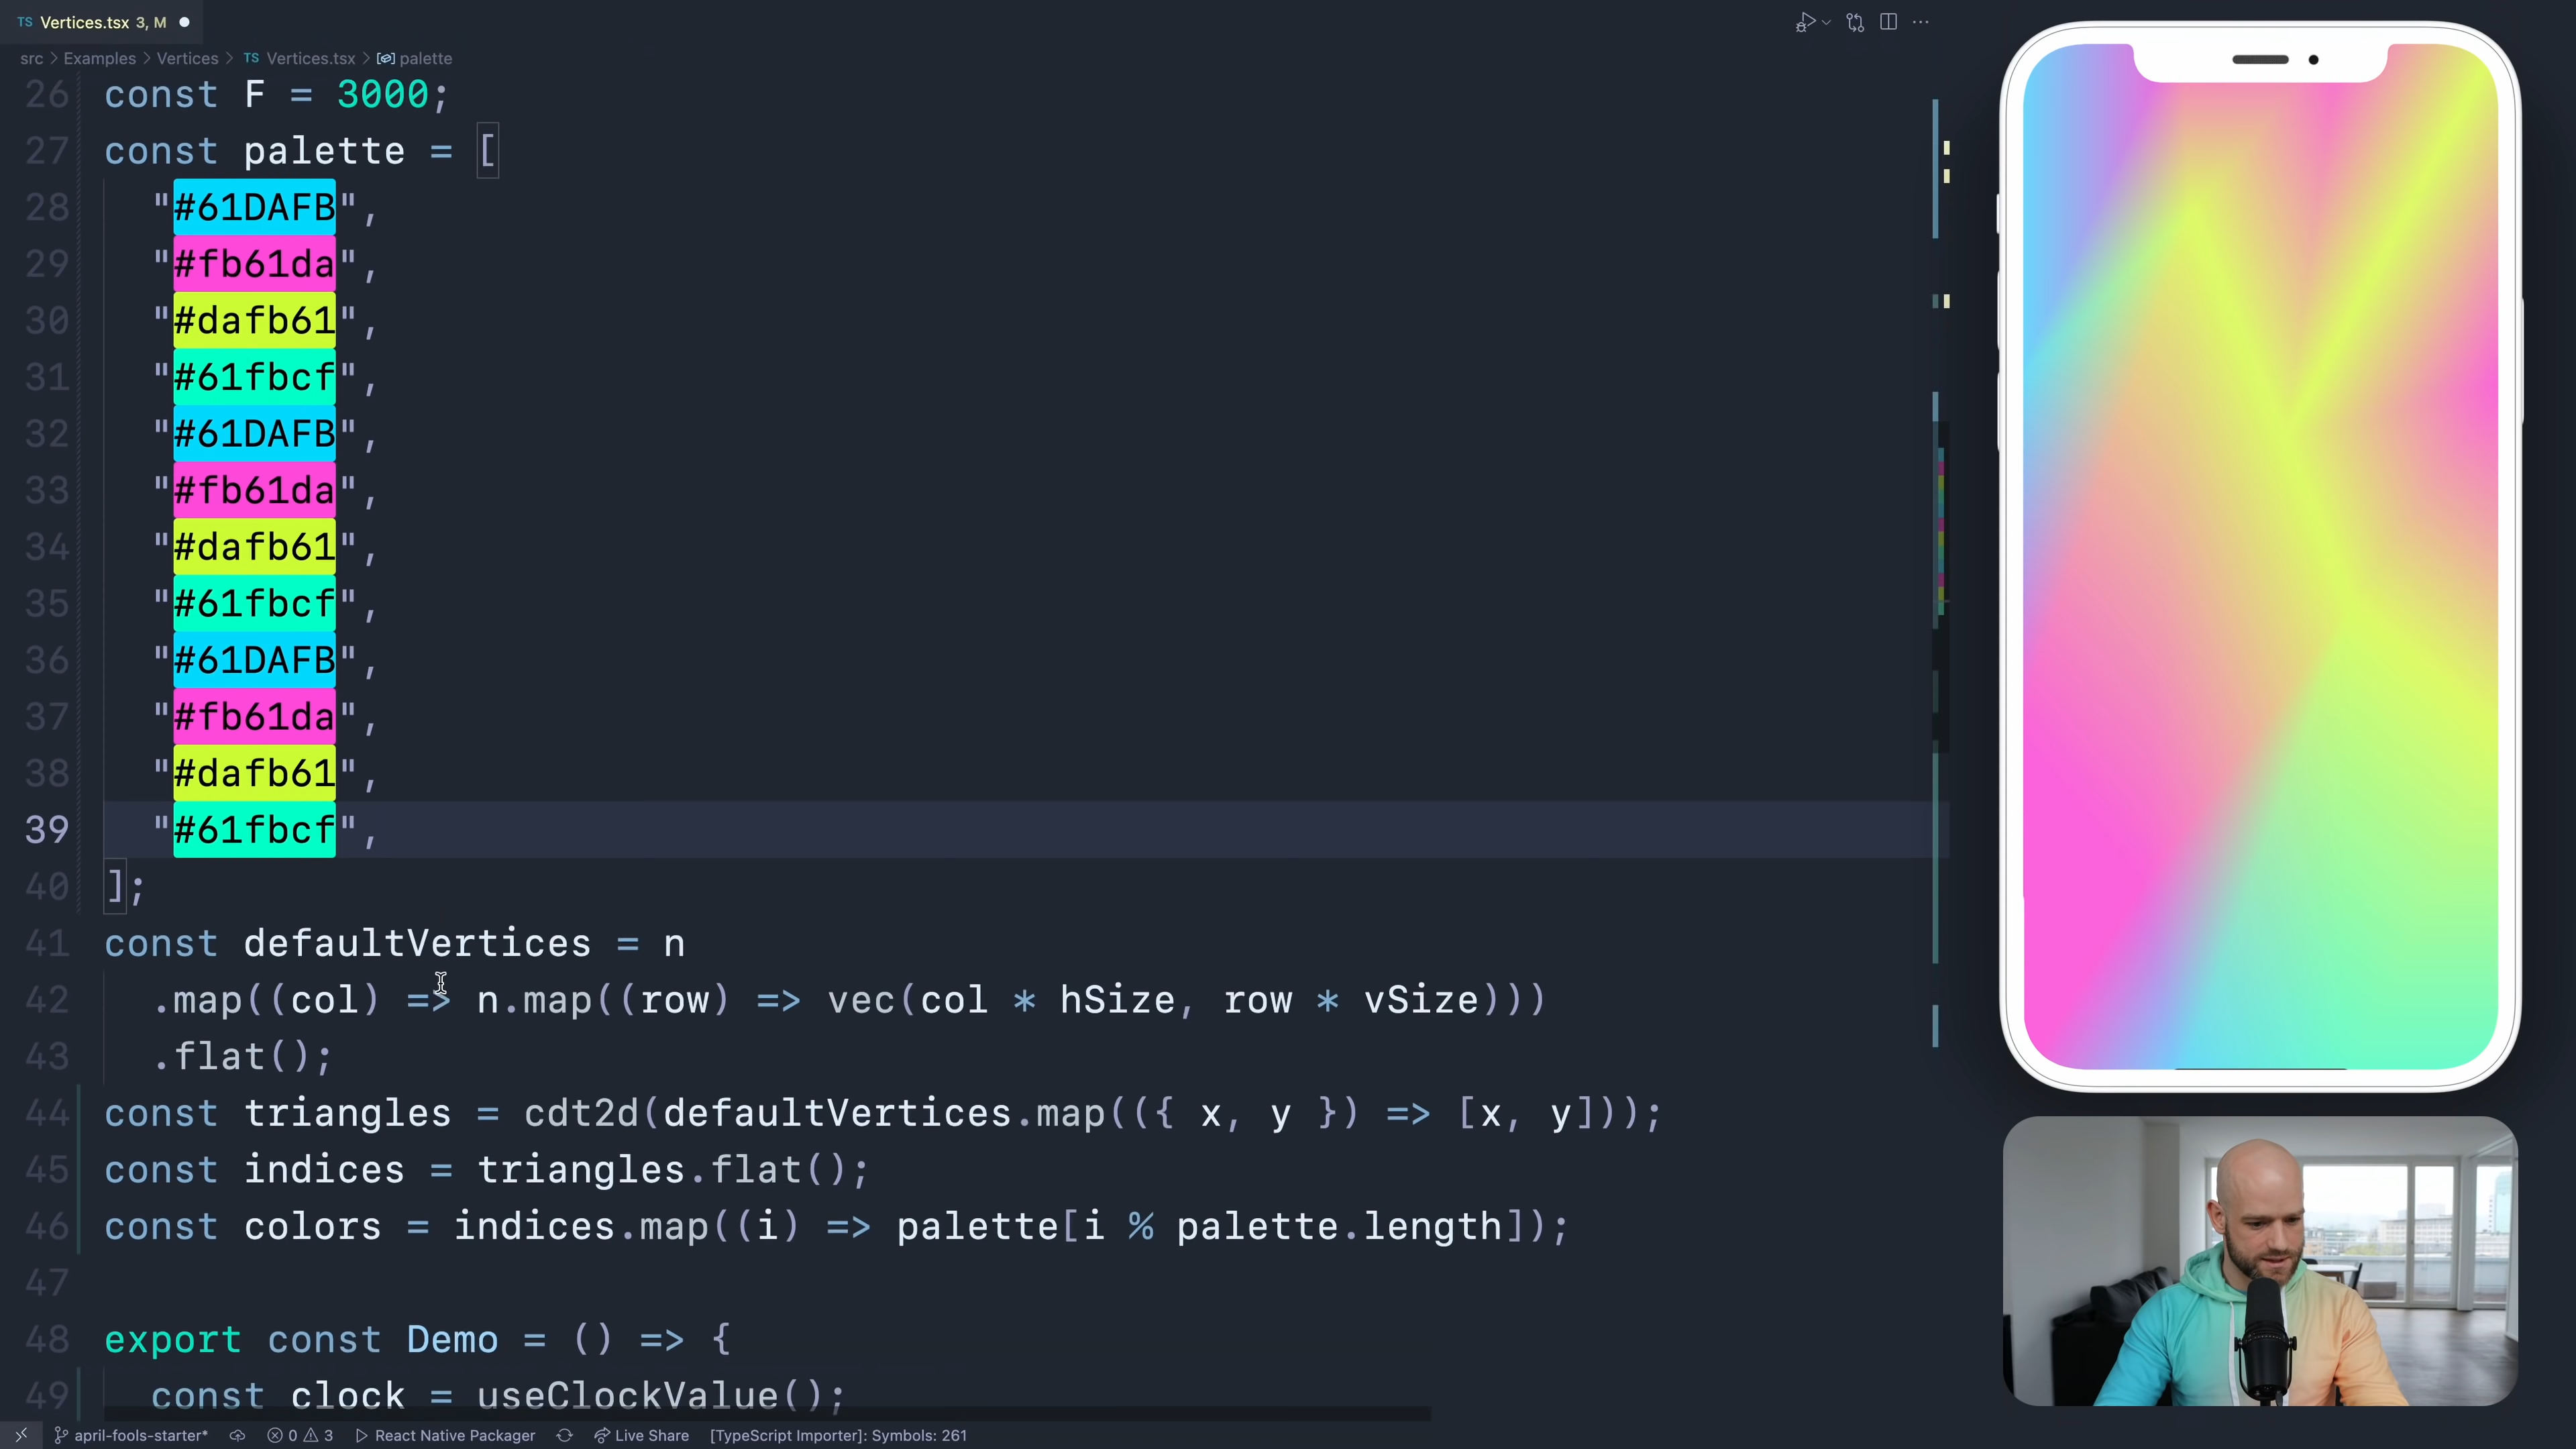 TS Vertices.tsx 3, M
src > Examples > Vertices > TS Vertices.tsx > palette
26 const F = 3000;
27 const palette = [
28 "#61DAFB",
29 "#fb61da",
30 "#dafb61",
31 "#61fbcf",
32 "#61DAFB",
33 "#fb61da",
34 "#dafb61",
35 "#61fbcf",
36 "#61DAFB",
37 "#fb61da",
38 "#dafb61",
39 "#61fbcf",
40 ];
41 const defaultVertices = n
42 .map((col) => n.map((row) => vec(col * hSize, row * vSize)))
43 .flat();
44 const triangles = cdt2d(defaultVertices.map(({ x, y }) => [x, y]));
45 const indices = triangles.flat();
46 const colors = indices.map((i) => palette[i % palette.length]);
47
48 export const Demo = () => {
49 const clock = useClockValue();
april-fools-starter* 0 3 React Native Packager Live Share [TypeScript Importer]: Symbols: 261